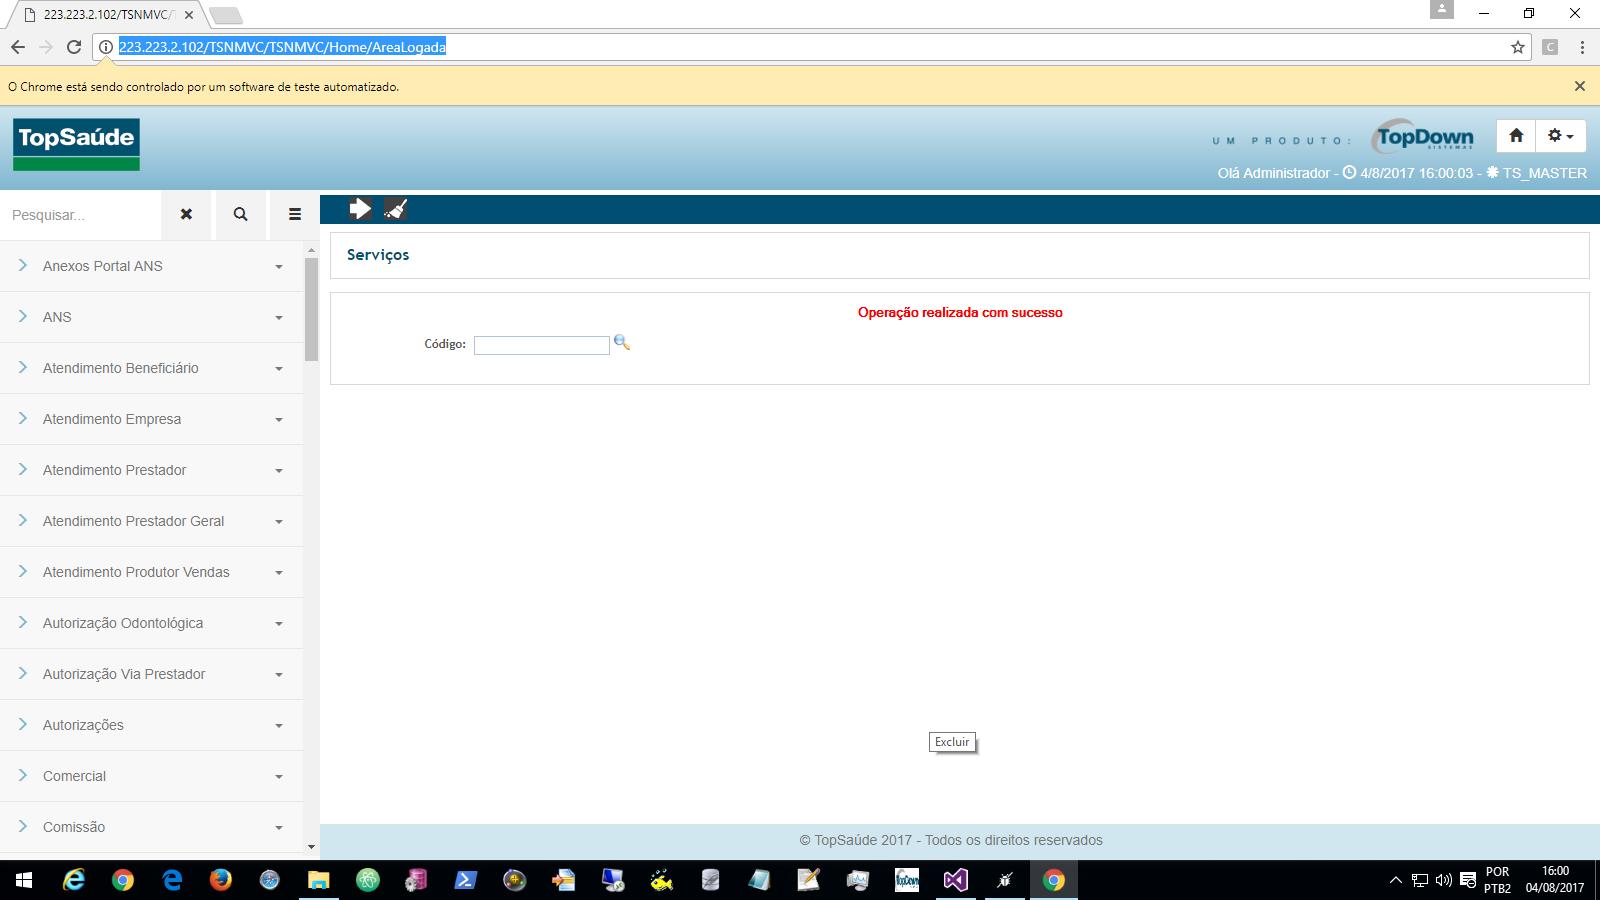 223.223.2.102/TSNMVC/T
223.223.2.102/TSNMVC/TSNMVC/Home/AreaLogada
C
O Chrome está sendo controlado por um software de teste automatizado.
TopSaúde
UM PRODUTO:
TopDown
SISTEMAS
Olá Administrador - 4/8/2017 16:00:03 - TS_MASTER
Pesquisar...
Serviços
Operação realizada com sucesso
Código:
Anexos Portal ANS
ANS
Atendimento Beneficiário
Atendimento Empresa
Atendimento Prestador
Atendimento Prestador Geral
Atendimento Produtor Vendas
Autorização Odontológica
Autorização Via Prestador
Autorizações
Comercial
Comissão
Excluir
© TopSaúde 2017 - Todos os direitos reservados
TopDown
POR
PTB2
16:00
04/08/2017